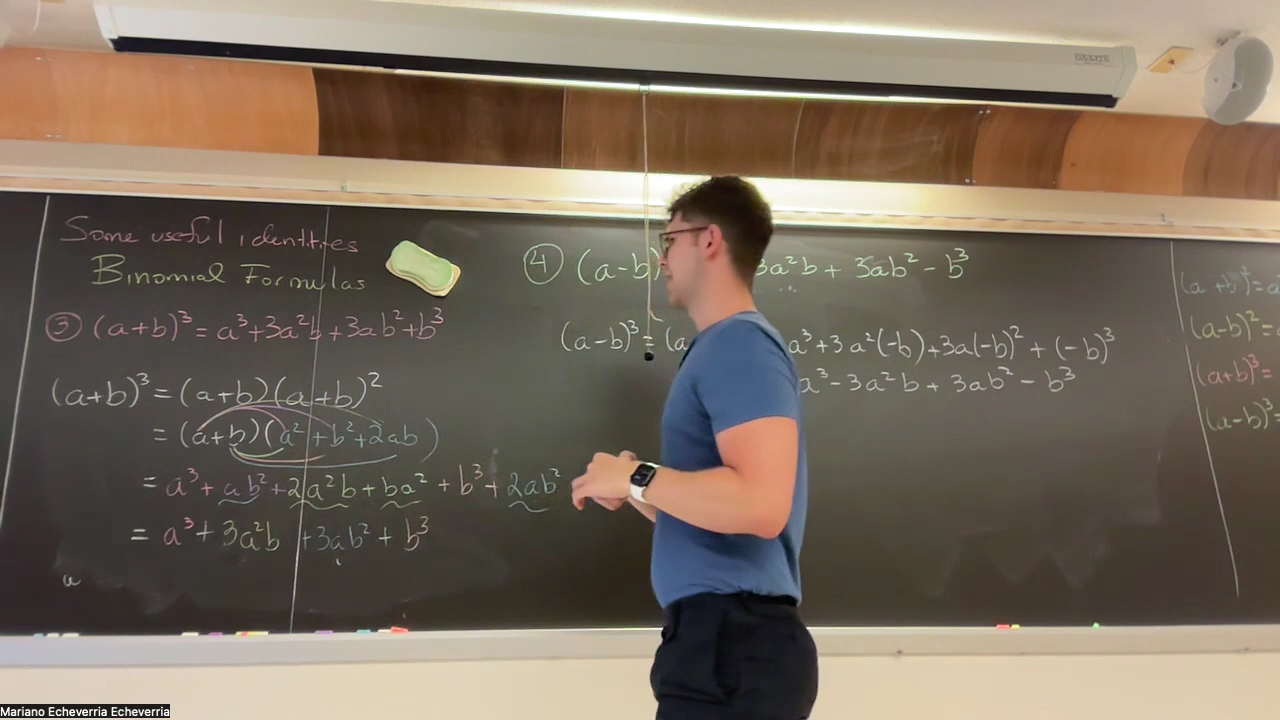 Some useful identities
Binomial Formulas
③ (a+b)³ = a³+3a²b+3ab²+b³
(a+b)³ = (a+b)(a+b)²
= (a+b)(a²+b²+2ab)
= a³+ab²+2a²b+ba²+b³+2ab²
= a³+3a²b+3ab²+b³
④ (a-b) 3a²b+3ab²-b³
(a-b)³ = (a a³+3a²(-b)+3a(-b)²+(-b)³
a³-3a²b+3ab²-b³
(a+b)²=a
(a-b)²=
(a+b)³=
(a-b)³=
Mariano Echeverria Echeverria